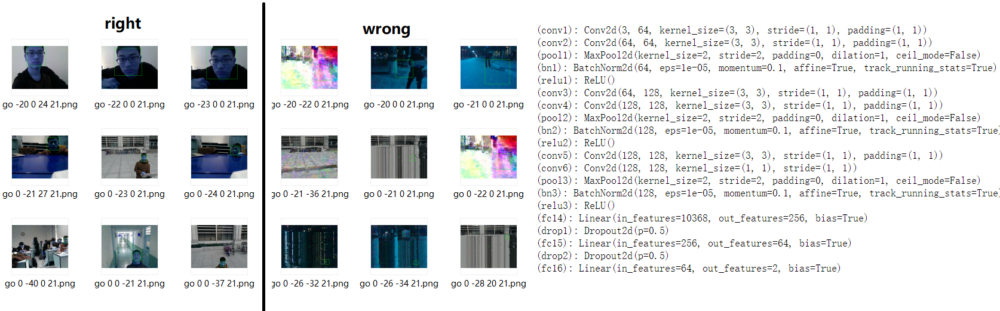 right
go -20 0 24 21.png
go -22 0 0 21.png
go -23 0 0 21.png
go 0 -21 27 21.png
go 0 -23 0 21.png
go 0 -24 0 21.png
go 0 -40 0 21.png
go 0 0 -21 21.png
go 0 0 -37 21.png
wrong
go -20 -22 0 21.png
go -20 0 0 21.png
go -21 0 0 21.png
go 0 -21 -36 21.png
go 0 -21 0 21.png
go 0 -22 0 21.png
go 0 -26 -32 21.png
go 0 -26 -34 21.png
go 0 -28 20 21.png
(conv1): Conv2d(3, 64, kernel_size=(3, 3), stride=(1, 1), padding=(1, 1))
(conv2): Conv2d(64, 64, kernel_size=(3, 3), stride=(1, 1), padding=(1, 1))
(pool1): MaxPool2d(kernel_size=2, stride=2, padding=0, dilation=1, ceil_mode=False)
(bn1): BatchNorm2d(64, eps=1e-05, momentum=0.1, affine=True, track_running_stats=True)
(relu1): ReLU()
(conv3): Conv2d(64, 128, kernel_size=(3, 3), stride=(1, 1), padding=(1, 1))
(conv4): Conv2d(128, 128, kernel_size=(3, 3), stride=(1, 1), padding=(1, 1))
(pool2): MaxPool2d(kernel_size=2, stride=2, padding=0, dilation=1, ceil_mode=False)
(bn2): BatchNorm2d(128, eps=1e-05, momentum=0.1, affine=True, track_running_stats=True)
(relu2): ReLU()
(conv5): Conv2d(128, 128, kernel_size=(3, 3), stride=(1, 1), padding=(1, 1))
(conv6): Conv2d(128, 128, kernel_size=(1, 1), stride=(1, 1))
(pool3): MaxPool2d(kernel_size=2, stride=2, padding=0, dilation=1, ceil_mode=False)
(bn3): BatchNorm2d(128, eps=1e-05, momentum=0.1, affine=True, track_running_stats=True)
(relu3): ReLU()
(fc14): Linear(in_features=10368, out_features=256, bias=True)
(drop1): Dropout2d(p=0.5)
(fc15): Linear(in_features=256, out_features=64, bias=True)
(drop2): Dropout2d(p=0.5)
(fc16): Linear(in_features=64, out_features=2, bias=True)